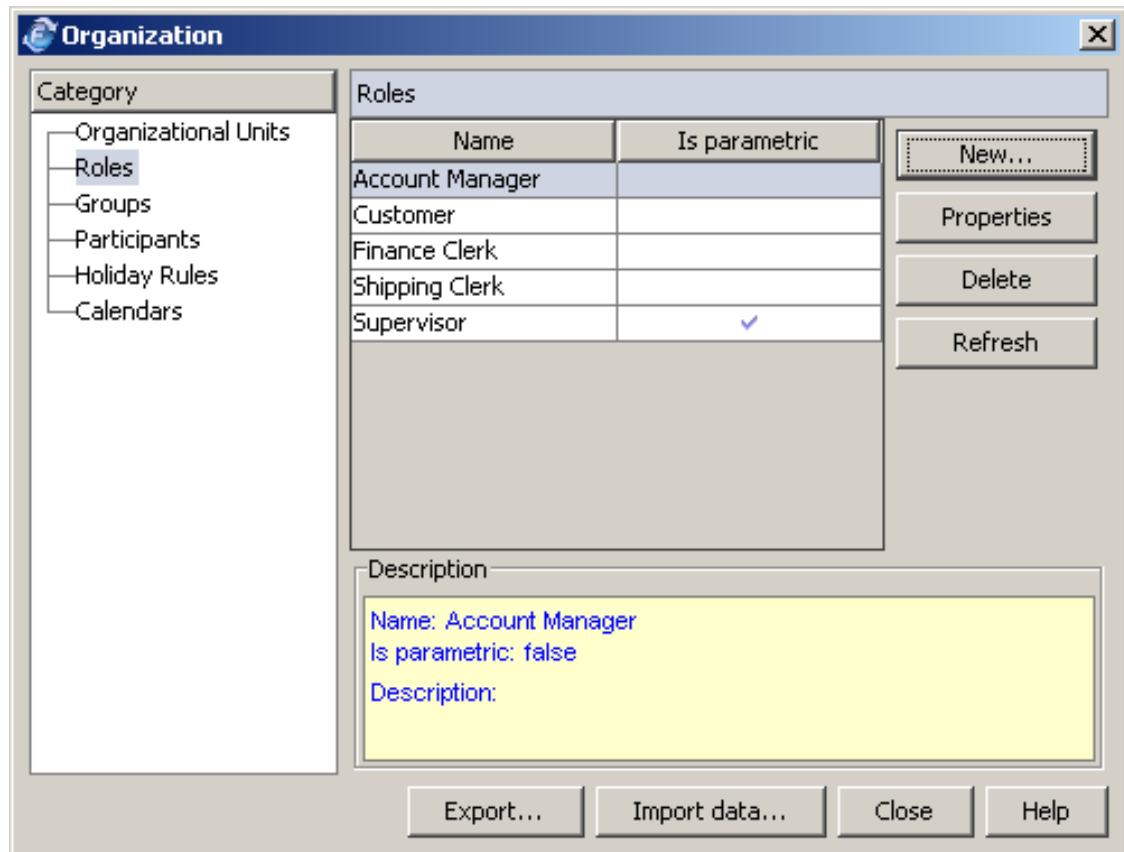 Organization
Category
Organizational Units
Roles
Groups
Participants
Holiday Rules
Calendars
Roles
Name Is parametric
Account Manager
Customer
Finance Clerk
Shipping Clerk
Supervisor
New...
Properties
Delete
Refresh
Description
Name: Account Manager
Is parametric: false
Description:
Export... Import data... Close Help